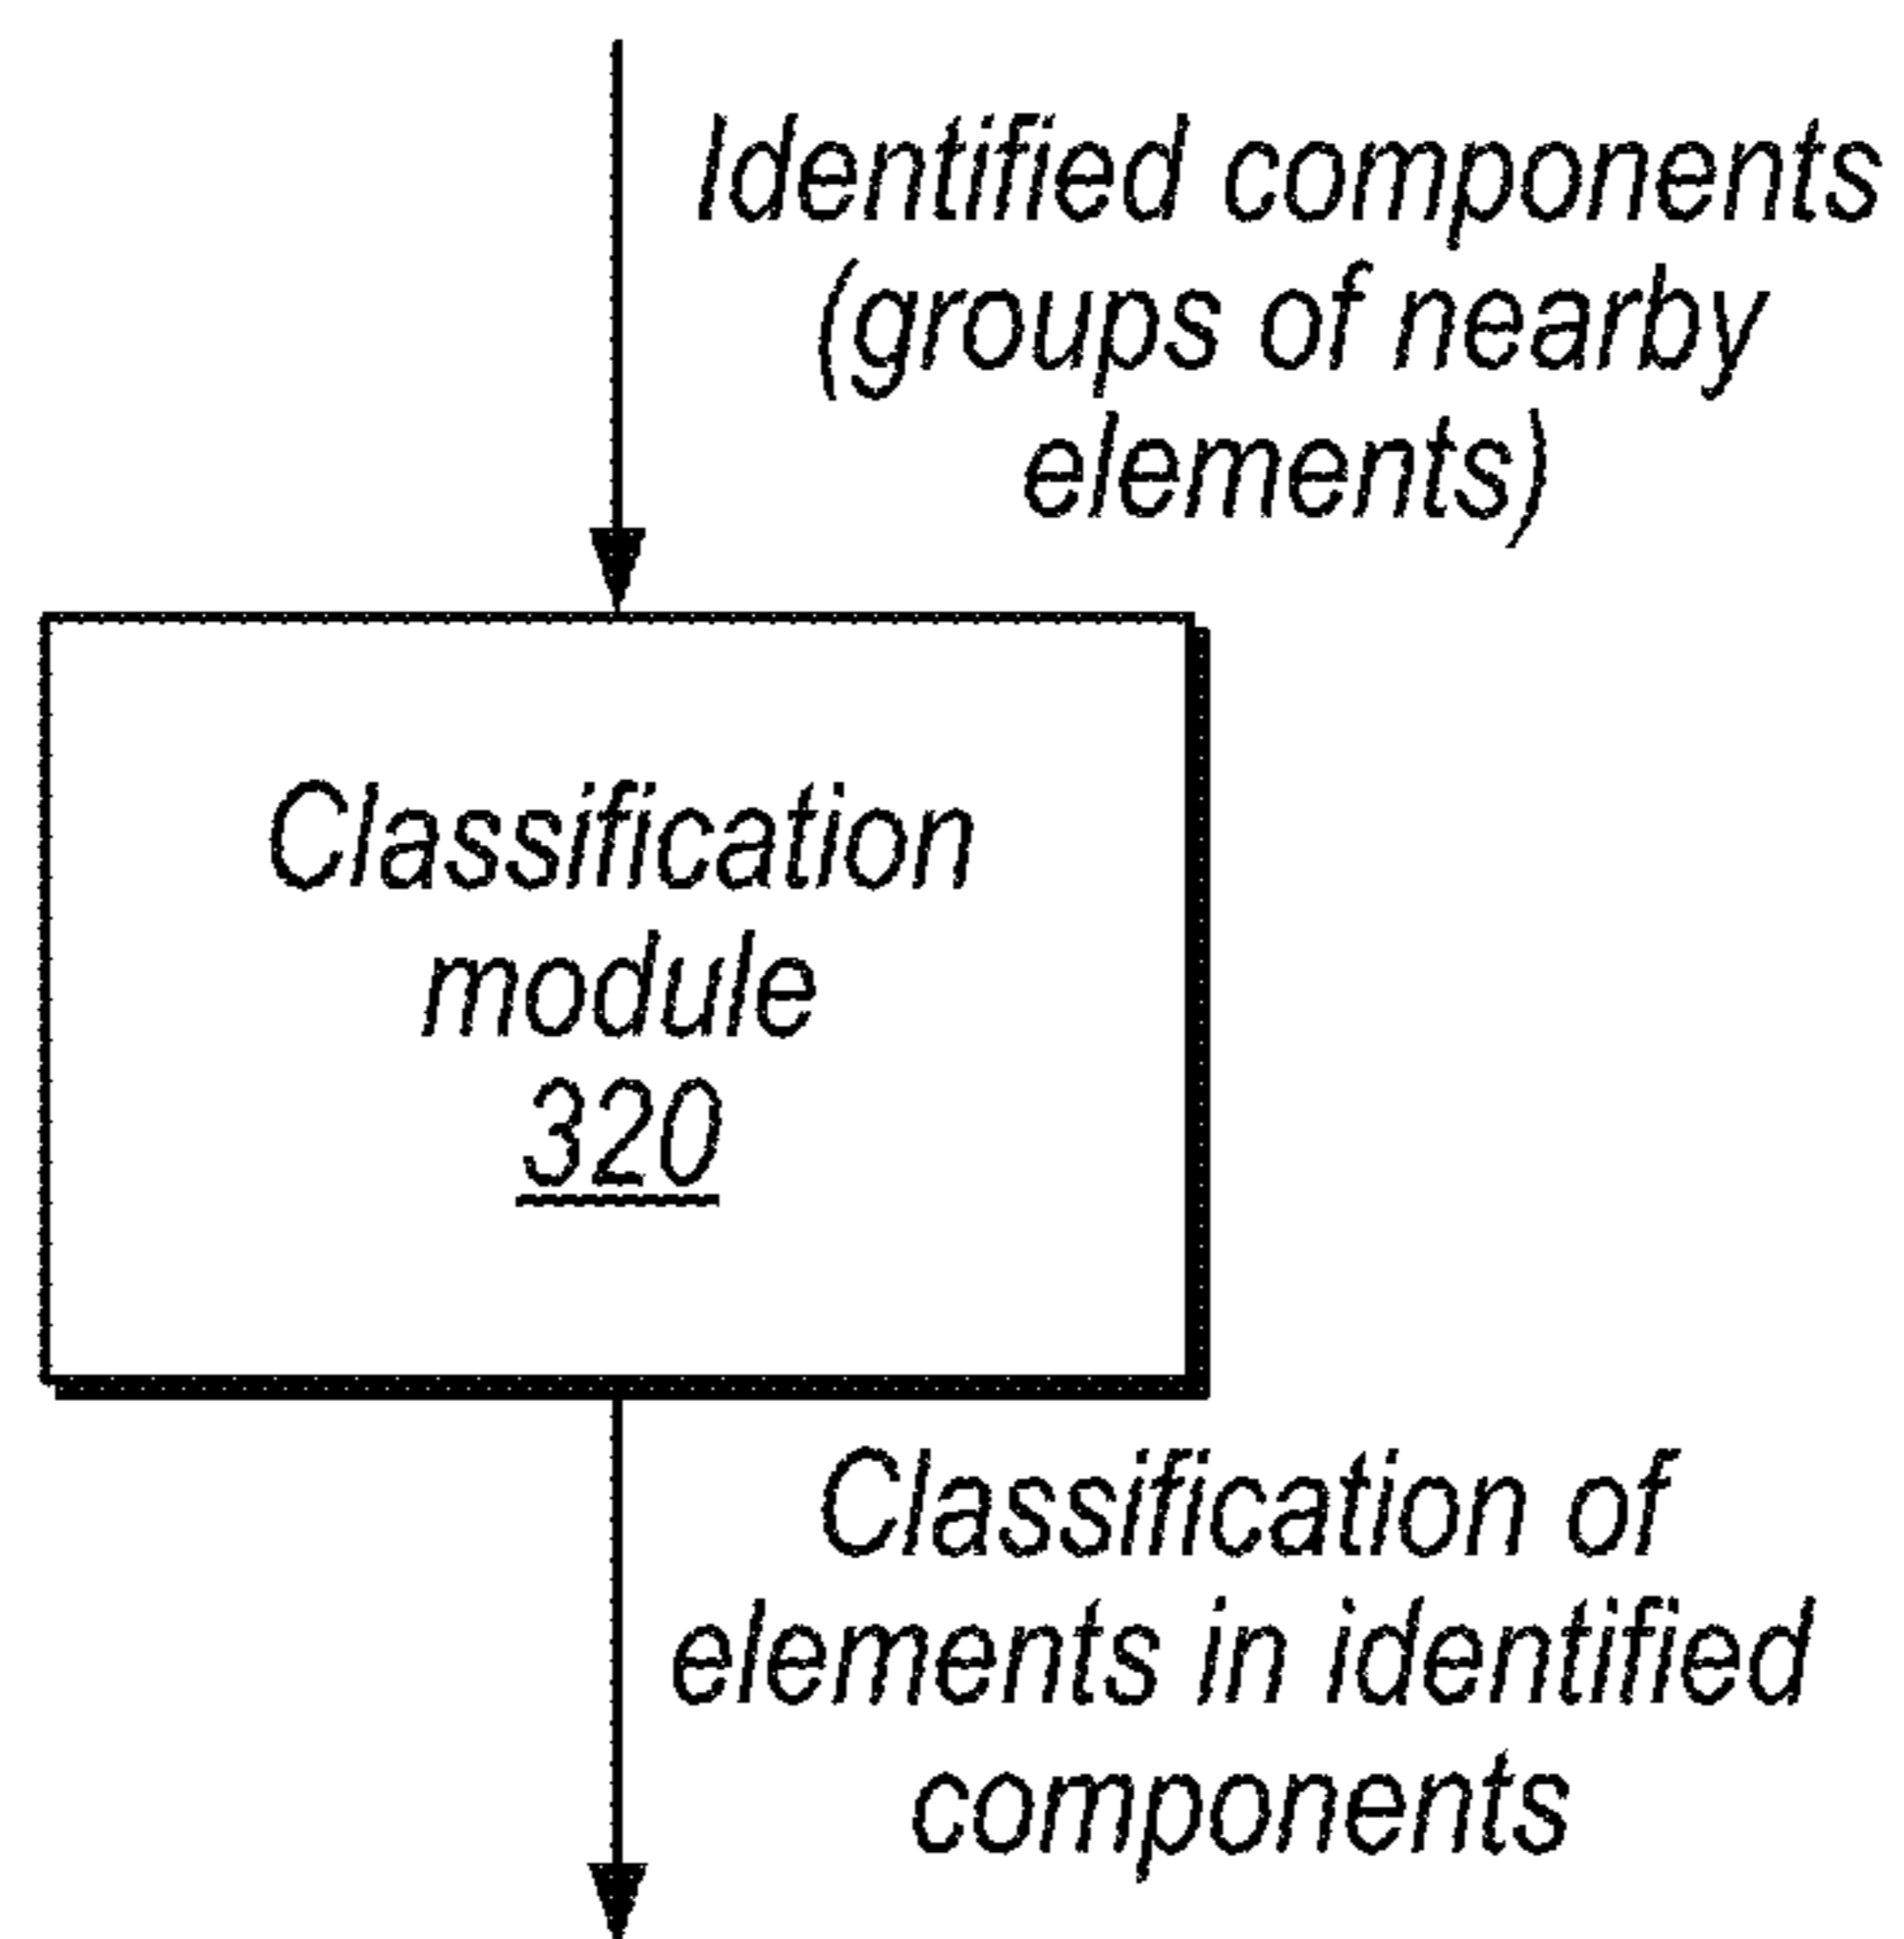 Identified components
(groups of nearby
elements)
Classification
module
320
Classification of
elements in identified
components